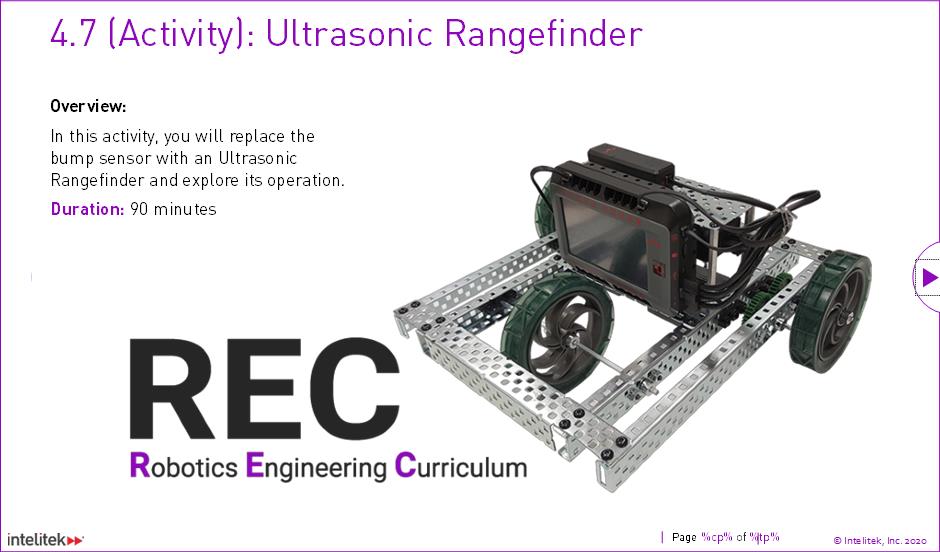 4.7 (Activity): Ultrasonic Rangefinder
Overview:
In this activity, you will replace the
bump sensor with an Ultrasonic
Rangefinder and explore its operation.
Duration: 90 minutes
REC
Robotics Engineering Curriculum
intelitek
Page %cp% of %tp%
© Intelitek, Inc. 2020